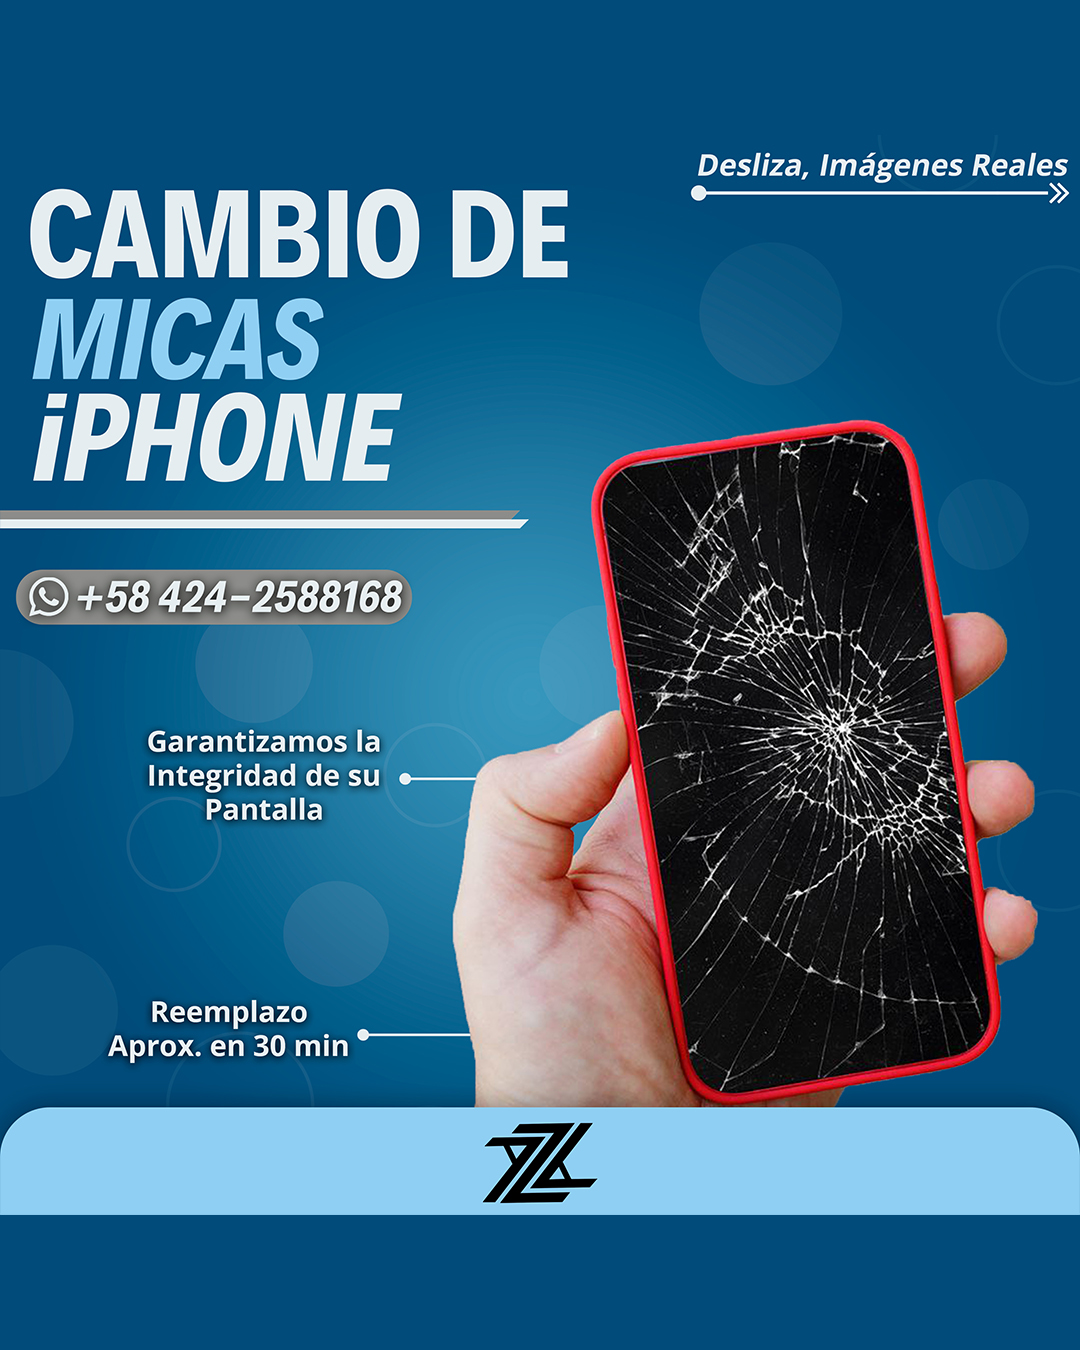 Desliza, Imágenes Reales
CAMBIO DE
MICAS
iPHONE
+58 424-2588168
Garantizamos la
Integridad de su
Pantalla
Reemplazo
Aprox. en 30 min